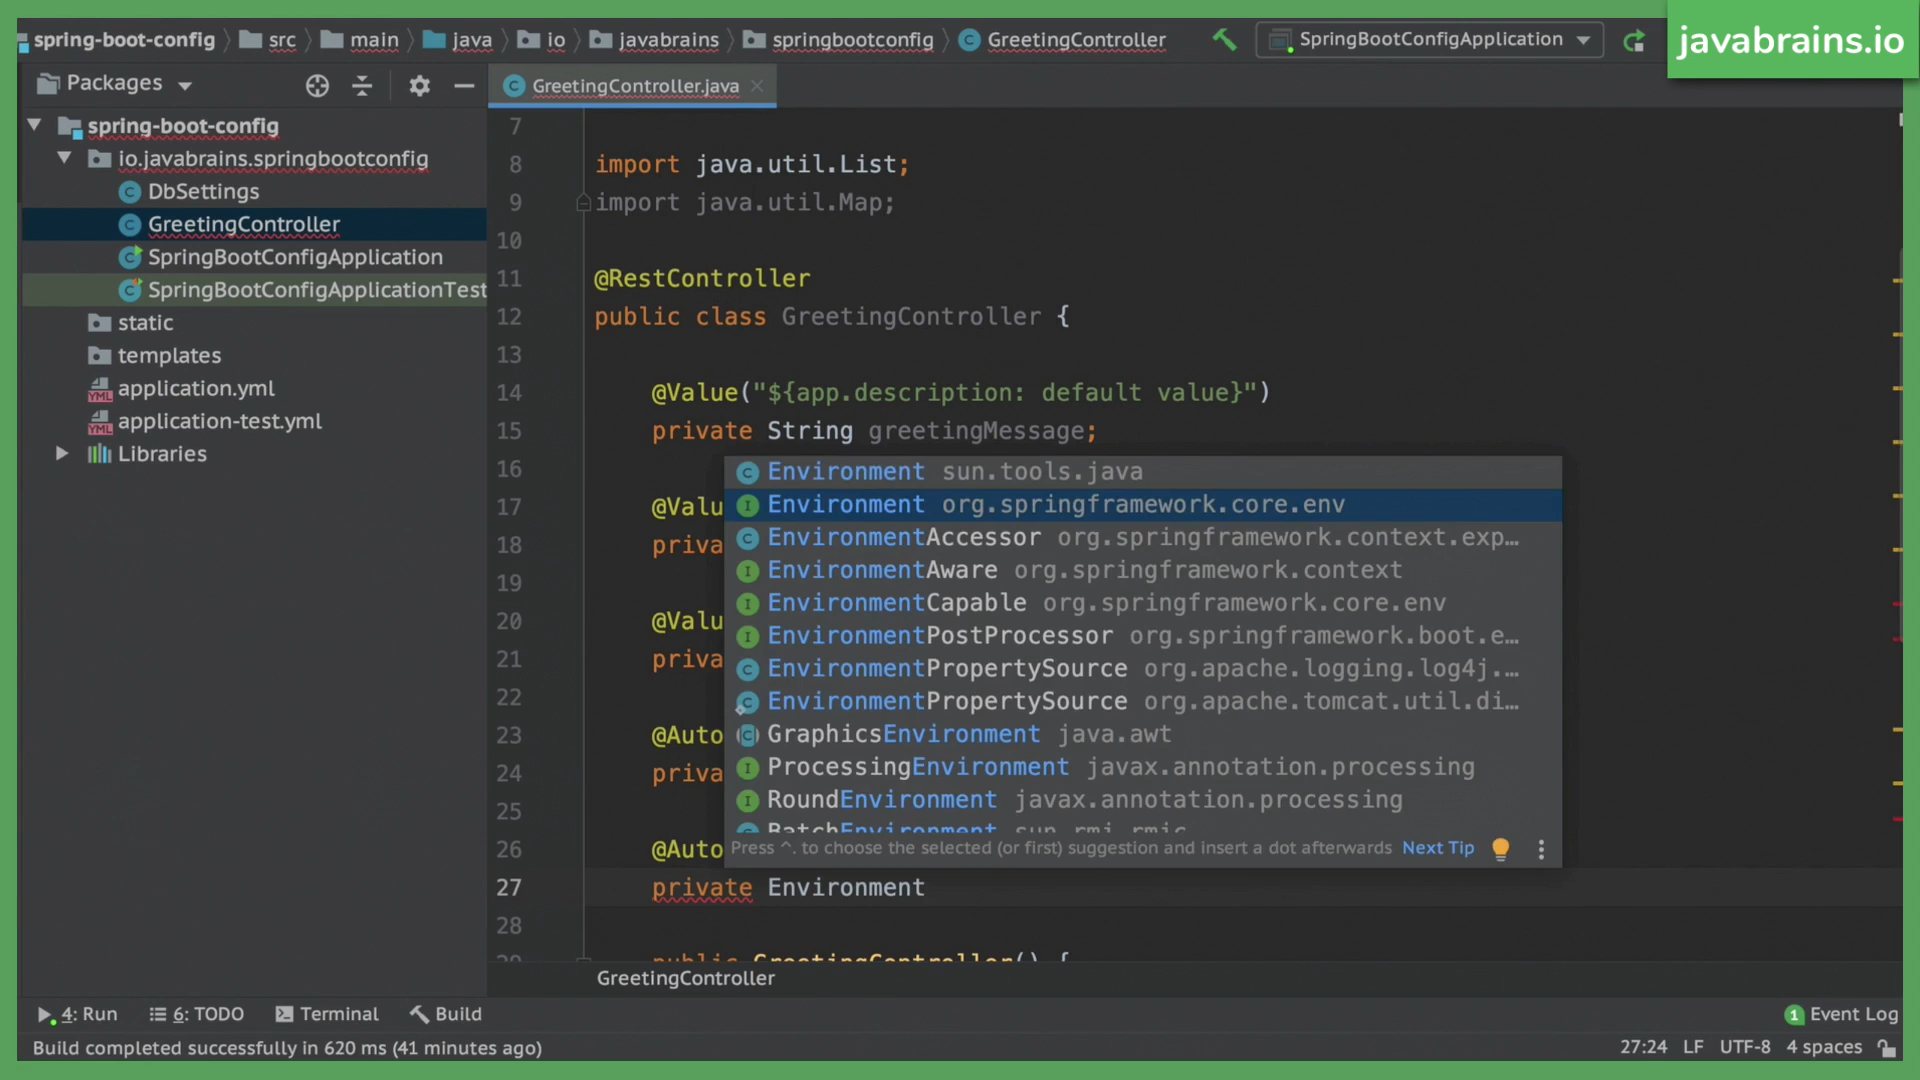 spring-boot-config src main java io javabrains springbootconfig GreetingController SpringBootConfigApplication
javabrains.io
Packages
GreetingController.java
spring-boot-config
io.javabrains.springbootconfig
DbSettings
GreetingController
SpringBootConfigApplication
SpringBootConfigApplicationTest
static
templates
application.yml
application-test.yml
Libraries
7
8 import java.util.List;
9 import java.util.Map;
10
11 @RestController
12 public class GreetingController {
13
14 @Value("${app.description: default value}")
15 private String greetingMessage;
16
17 @Valu
18 priva
19
20 @Valu
21 priva
22
23 @Auto
24 priva
25
26 @Auto
27 private Environment
28
29 public GreetingController() {
Environment sun.tools.java
Environment org.springframework.core.env
EnvironmentAccessor org.springframework.context.exp…
EnvironmentAware org.springframework.context
EnvironmentCapable org.springframework.core.env
EnvironmentPostProcessor org.springframework.boot.e…
EnvironmentPropertySource org.apache.logging.log4j.…
EnvironmentPropertySource org.apache.tomcat.util.di…
GraphicsEnvironment java.awt
ProcessingEnvironment javax.annotation.processing
RoundEnvironment javax.annotation.processing
BatchEnvironment sun.rmi.rmic
Press ^. to choose the selected (or first) suggestion and insert a dot afterwards Next Tip
GreetingController
4: Run 6: TODO Terminal Build
1 Event Log
Build completed successfully in 620 ms (41 minutes ago)
27:24 LF UTF-8 4 spaces